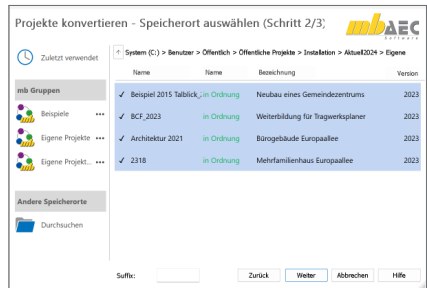 Projekte konvertieren - Speicherort auswählen (Schritt 2/3)
mb AEC
Software
Zuletzt verwendet
System (C:) > Benutzer > Öffentlich > Öffentliche Projekte > Installation > Aktuell2024 > Eigene
Name Name Bezeichnung Version
mb Gruppen
Beispiele •••
Eigene Projekte •••
Eigene Projekt... •••
✓ Beispiel 2015 Talblick_. in Ordnung Neubau eines Gemeindezentrums 2023
✓ BCF_2023 in Ordnung Weiterbildung für Tragwerksplaner 2023
✓ Architektur 2021 in Ordnung Bürogebäude Europaallee 2023
✓ 2318 in Ordnung Mehrfamilienhaus Europaallee 2023
Andere Speicherorte
Durchsuchen
Suffix: Zurück Weiter Abbrechen Hilfe